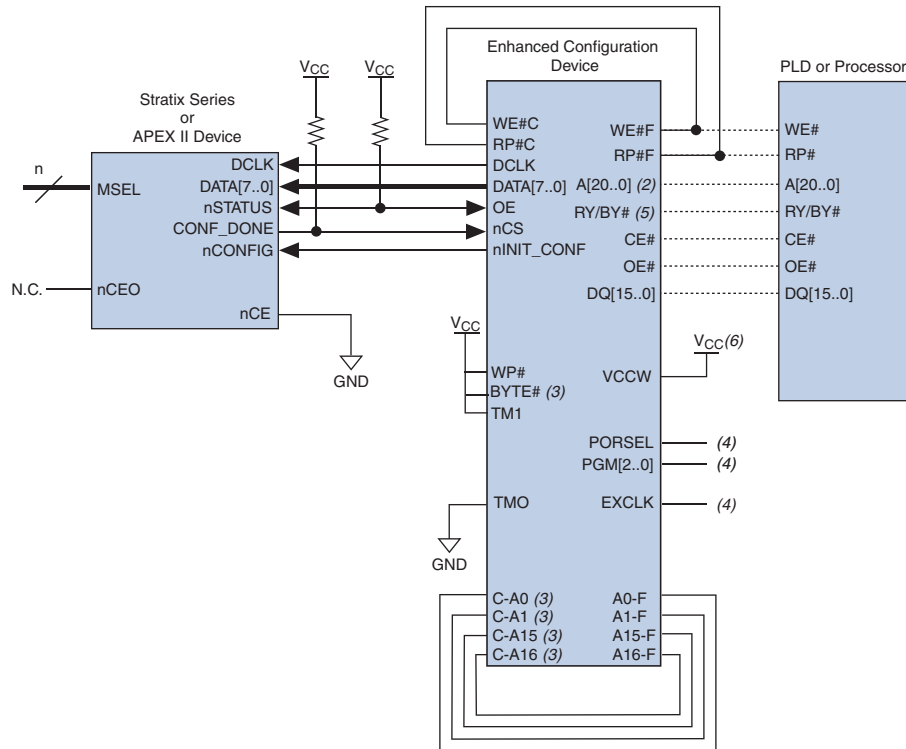 Enhanced Configuration
Device
PLD or Processor
VCC
VCC
Stratix Series
or
APEX II Device
n
MSEL
DCLK
DATA[7..0]
nSTATUS
CONF_DONE
nCONFIG
N.C.
nCEO
nCE
GND
WE#C
RP#C
DCLK
DATA[7..0]
OE
nCS
nINIT_CONF
WE#F
RP#F
A[20..0] (2)
RY/BY# (5)
CE#
OE#
DQ[15..0]
WE#
RP#
A[20..0]
RY/BY#
CE#
OE#
DQ[15..0]
VCC
WP#
BYTE# (3)
TM1
VCC(6)
VCCW
PORSEL
(4)
PGM[2..0]
(4)
TMO
EXCLK
(4)
GND
C-A0 (3)
C-A1 (3)
C-A15 (3)
C-A16 (3)
A0-F
A1-F
A15-F
A16-F